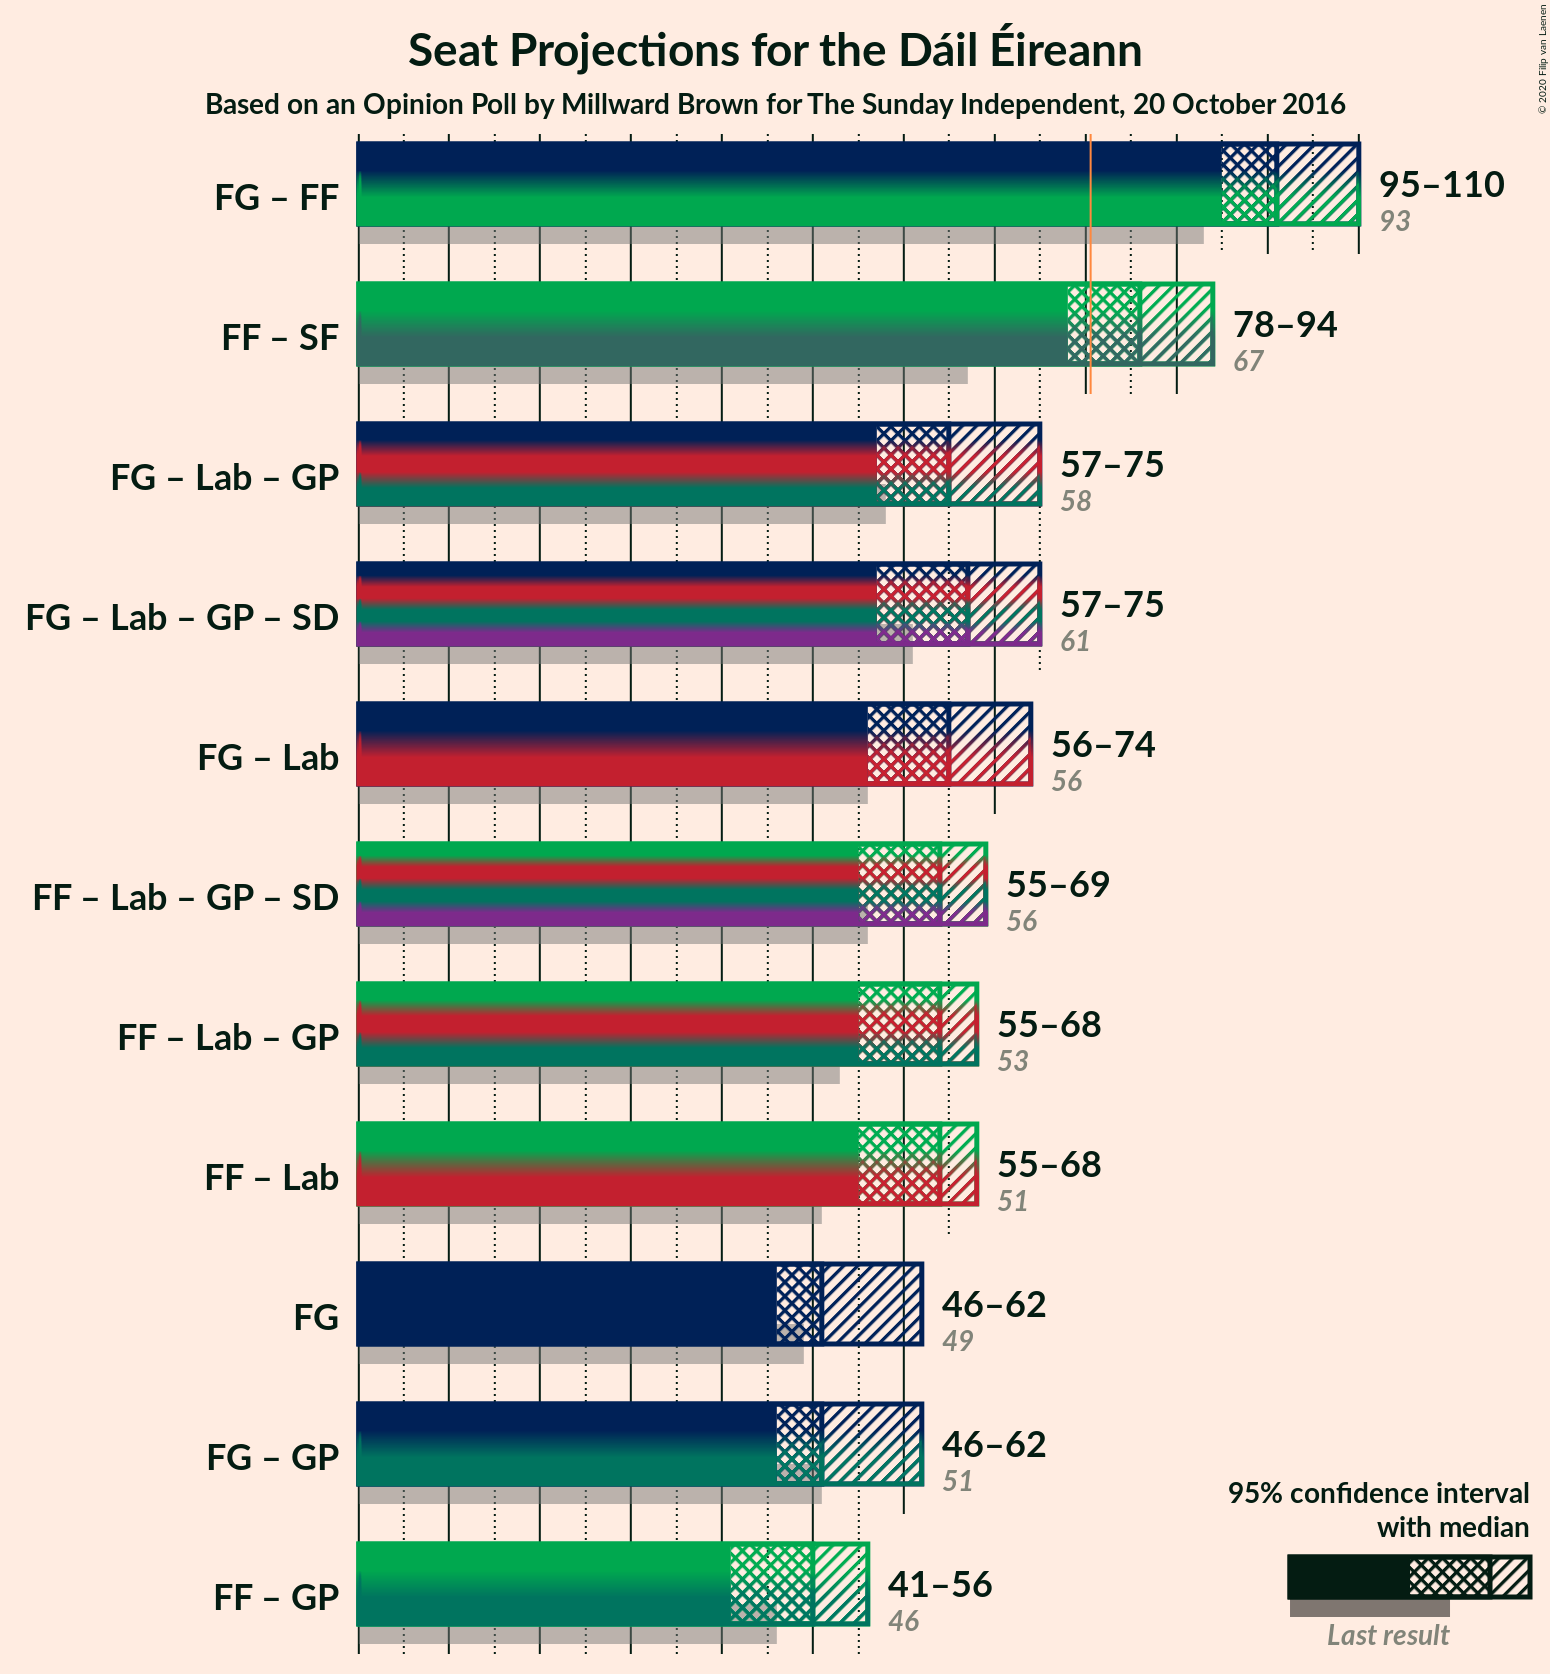 Seat Projections for the Dáil Éireann
Based on an Opinion Poll by Millward Brown for The Sunday Independent, 20 October 2016
© 2020 Filip van Laenen
FG – FF
95–110
93
FF – SF
78–94
67
FG – Lab – GP
57–75
58
FG – Lab – GP – SD
57–75
61
FG – Lab
56–74
56
FF – Lab – GP – SD
55–69
56
FF – Lab – GP
55–68
53
FF – Lab
55–68
51
FG
46–62
49
FG – GP
46–62
51
FF – GP
41–56
46
95% confidence interval
with median
Last result